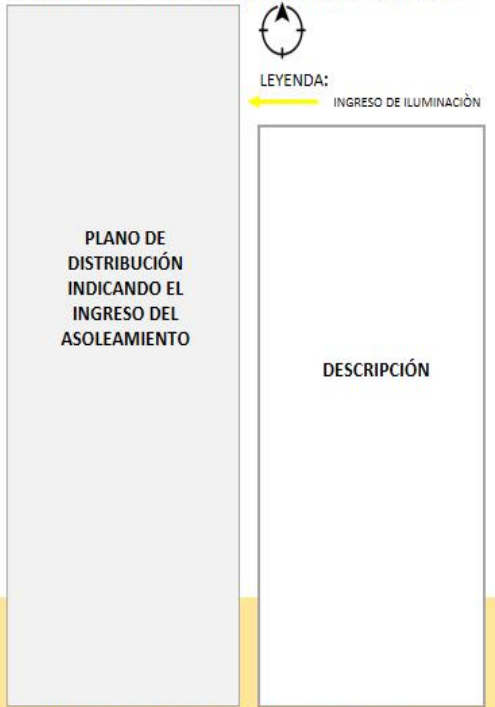 PLANO DE
DISTRIBUCIÓN
INDICANDO EL
INGRESO DEL
ASOLEAMIENTO
LEYENDA:
INGRESO DE ILUMINACIÒN
DESCRIPCIÓN